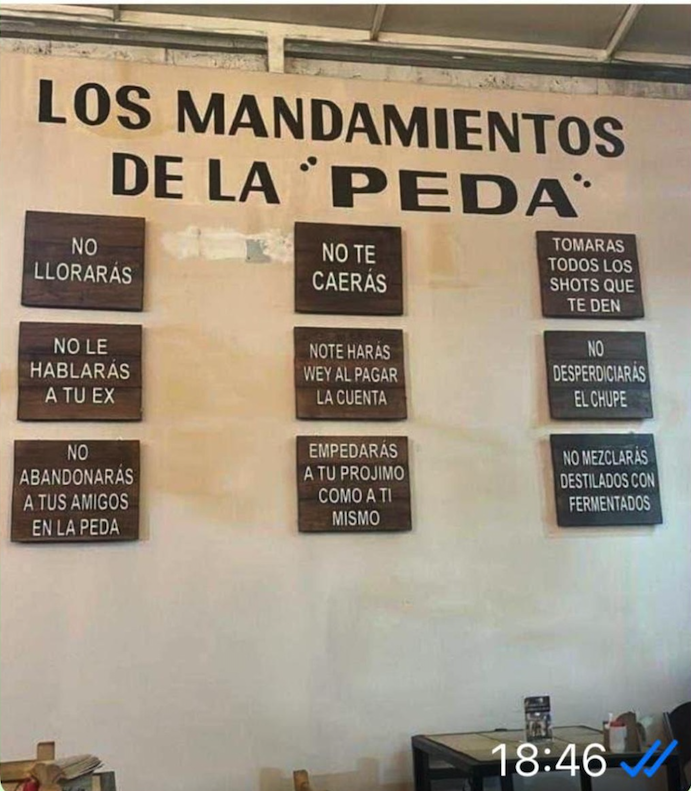 LOS MANDAMIENTOS
DE LA "PEDA"
NO
LLORARÁS
NO TE
CAERÁS
TOMARAS
TODOS LOS
SHOTS QUE
TE DEN
NO LE
HABLARÁS
A TU EX
NOTE HARÁS
WEY AL PAGAR
LA CUENTA
NO
DESPERDICIARÁS
EL CHUPE
NO
ABANDONARÁS
A TUS AMIGOS
EN LA PEDA
EMPEDARÁS
A TU PROJIMO
COMO A TI
MISMO
NO MEZCLARÁS
DESTILADOS CON
FERMENTADOS
18:46